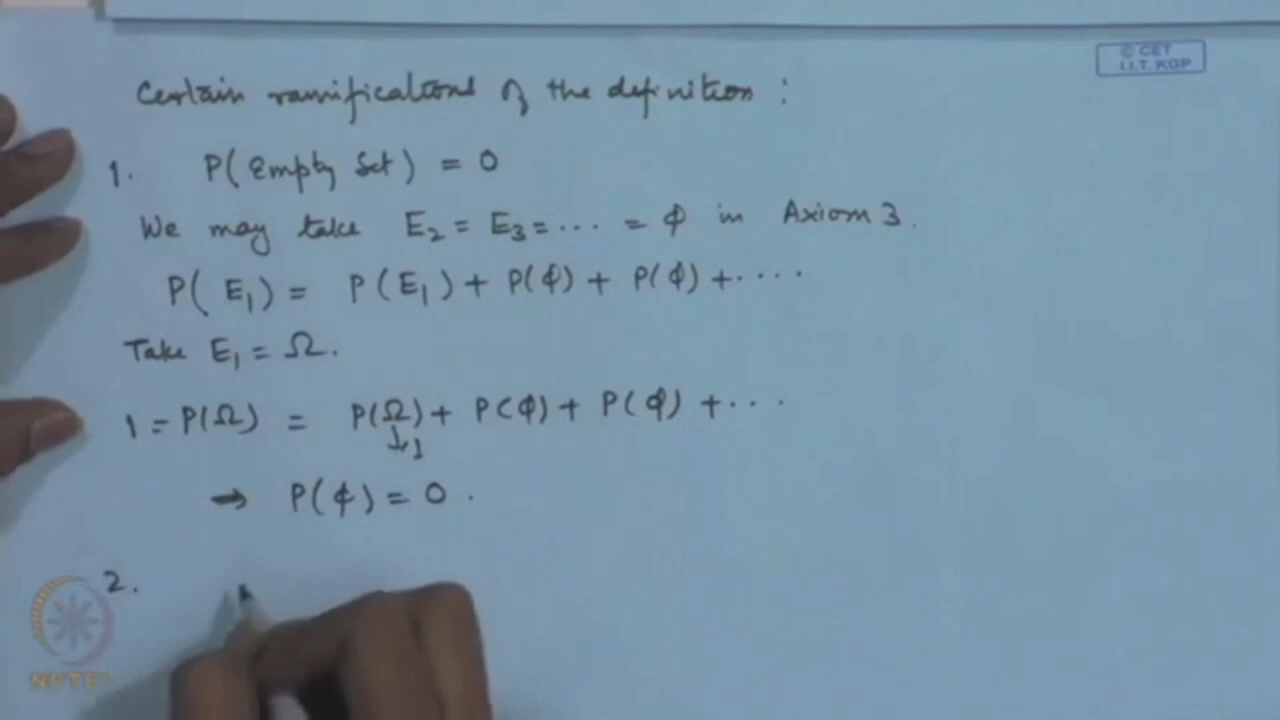 © CET
I.I.T. KGP
Certain ramifications of the definition :
1. P( Empty Set ) = 0
We may take E₂ = E₃ = ... = ϕ in Axiom 3.
P( E₁ ) = P( E₁ ) + P(ϕ) + P(ϕ) + ....
Take E₁ = Ω.
1 = P(Ω) = P(Ω) + P(ϕ) + P(ϕ) + ...
↓ 1
⇒ P(ϕ) = 0 .
2.
NPTEL